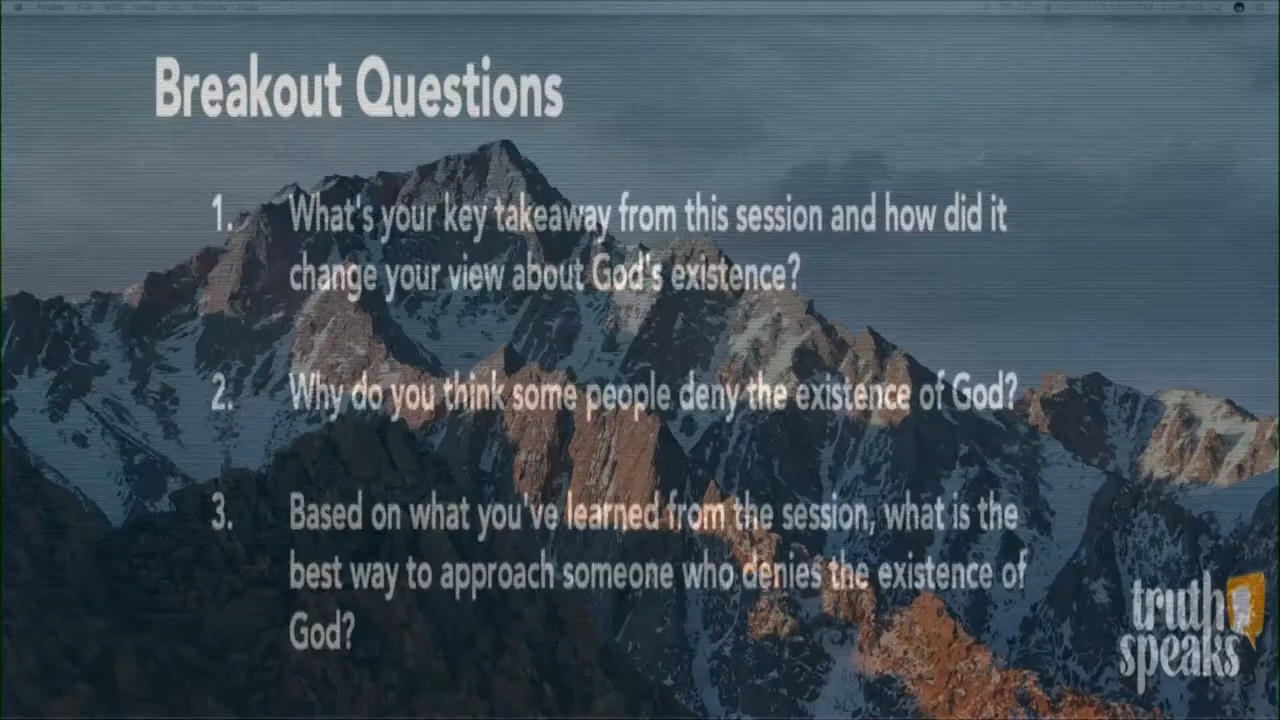 Breakout Questions
1. What's your key takeaway from this session and how did it
change your view about God's existence?
2. Why do you think some people deny the existence of God?
3. Based on what you've learned from the session, what is the
best way to approach someone who denies the existence of
God?
truth
speaks